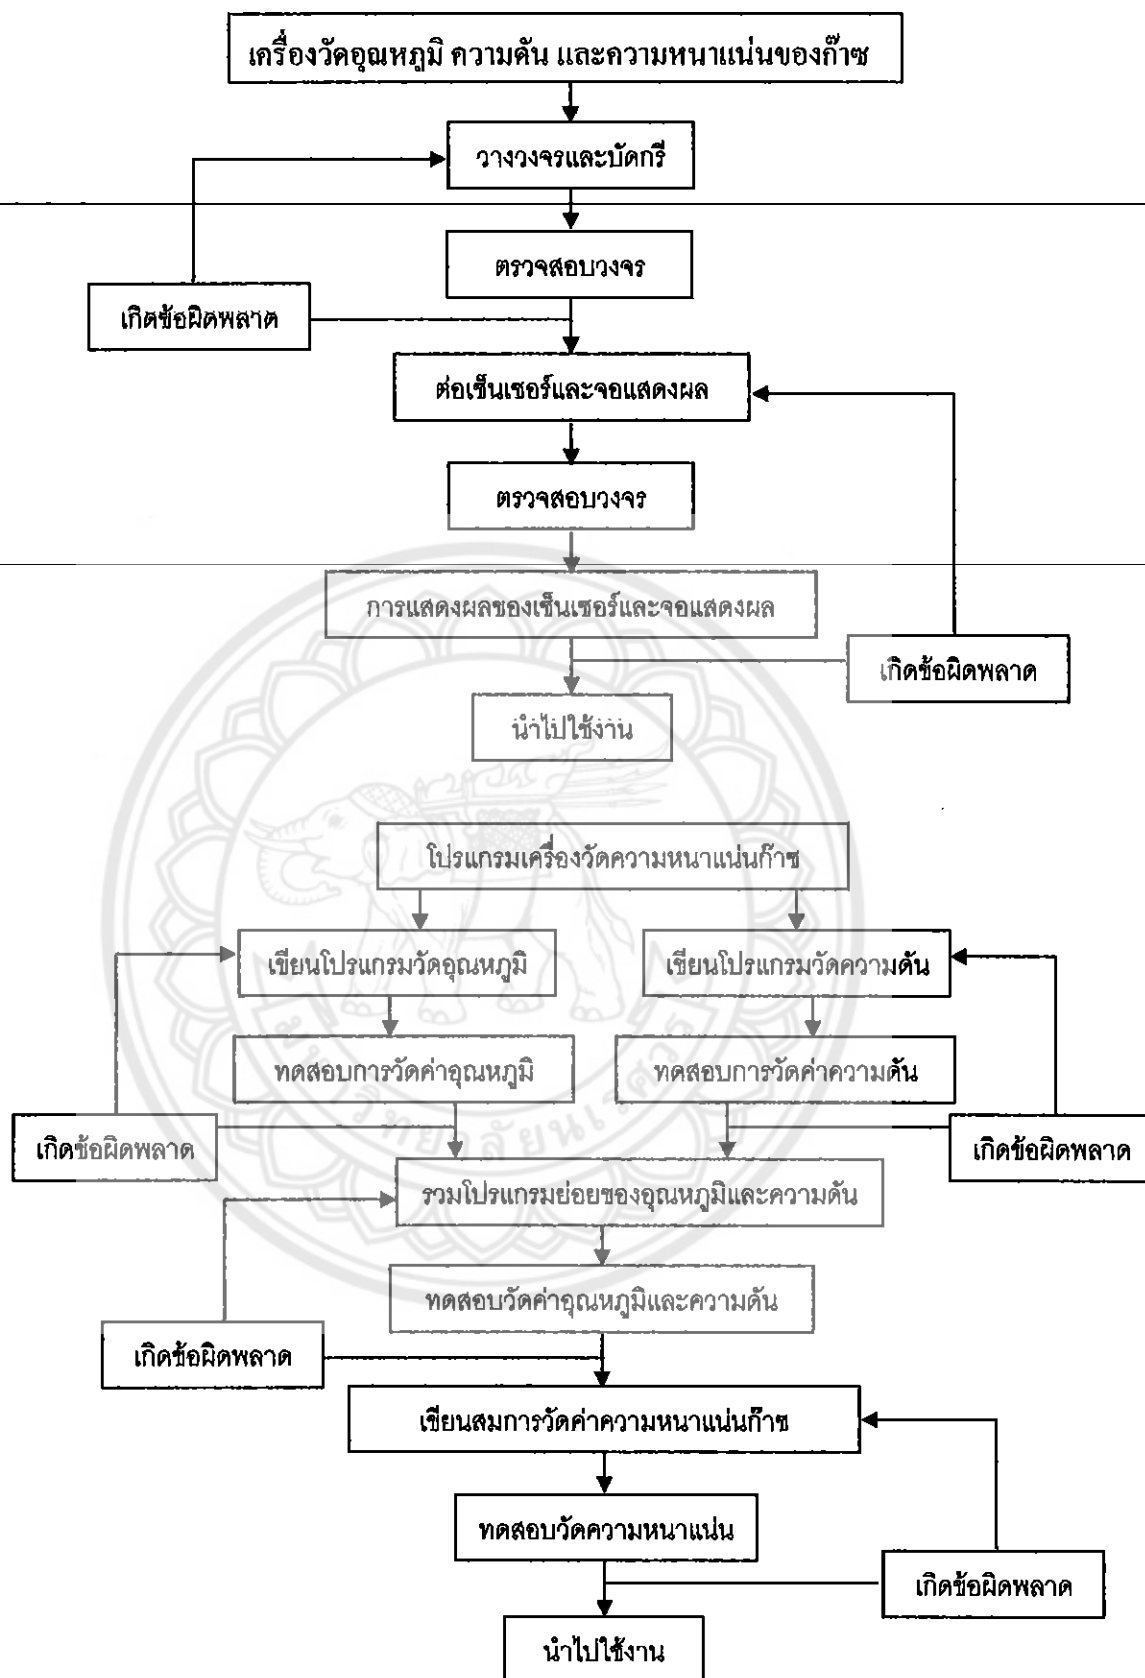 เครื่องวัดอุณหภูมิ ความดัน และความหนาแน่นของก๊าซ
วางวงจรและบัดกรี
ตรวจสอบวงจร
เกิดข้อผิดพลาด
ต่อเซ็นเซอร์และจอแสดงผล
ตรวจสอบวงจร
การแสดงผลของเซ็นเซอร์และจอแสดงผล
เกิดข้อผิดพลาด
นำไปใช้งาน
โปรแกรมเครื่องวัดความหนาแน่นก๊าซ
เขียนโปรแกรมวัดอุณหภูมิ
เขียนโปรแกรมวัดความดัน
ทดสอบการวัดค่าอุณหภูมิ
ทดสอบการวัดค่าความดัน
เกิดข้อผิดพลาด
เกิดข้อผิดพลาด
รวมโปรแกรมย่อยของอุณหภูมิและความดัน
ทดสอบวัดค่าอุณหภูมิและความดัน
เกิดข้อผิดพลาด
เขียนสมการวัดค่าความหนาแน่นก๊าซ
ทดสอบวัดความหนาแน่น
เกิดข้อผิดพลาด
นำไปใช้งาน